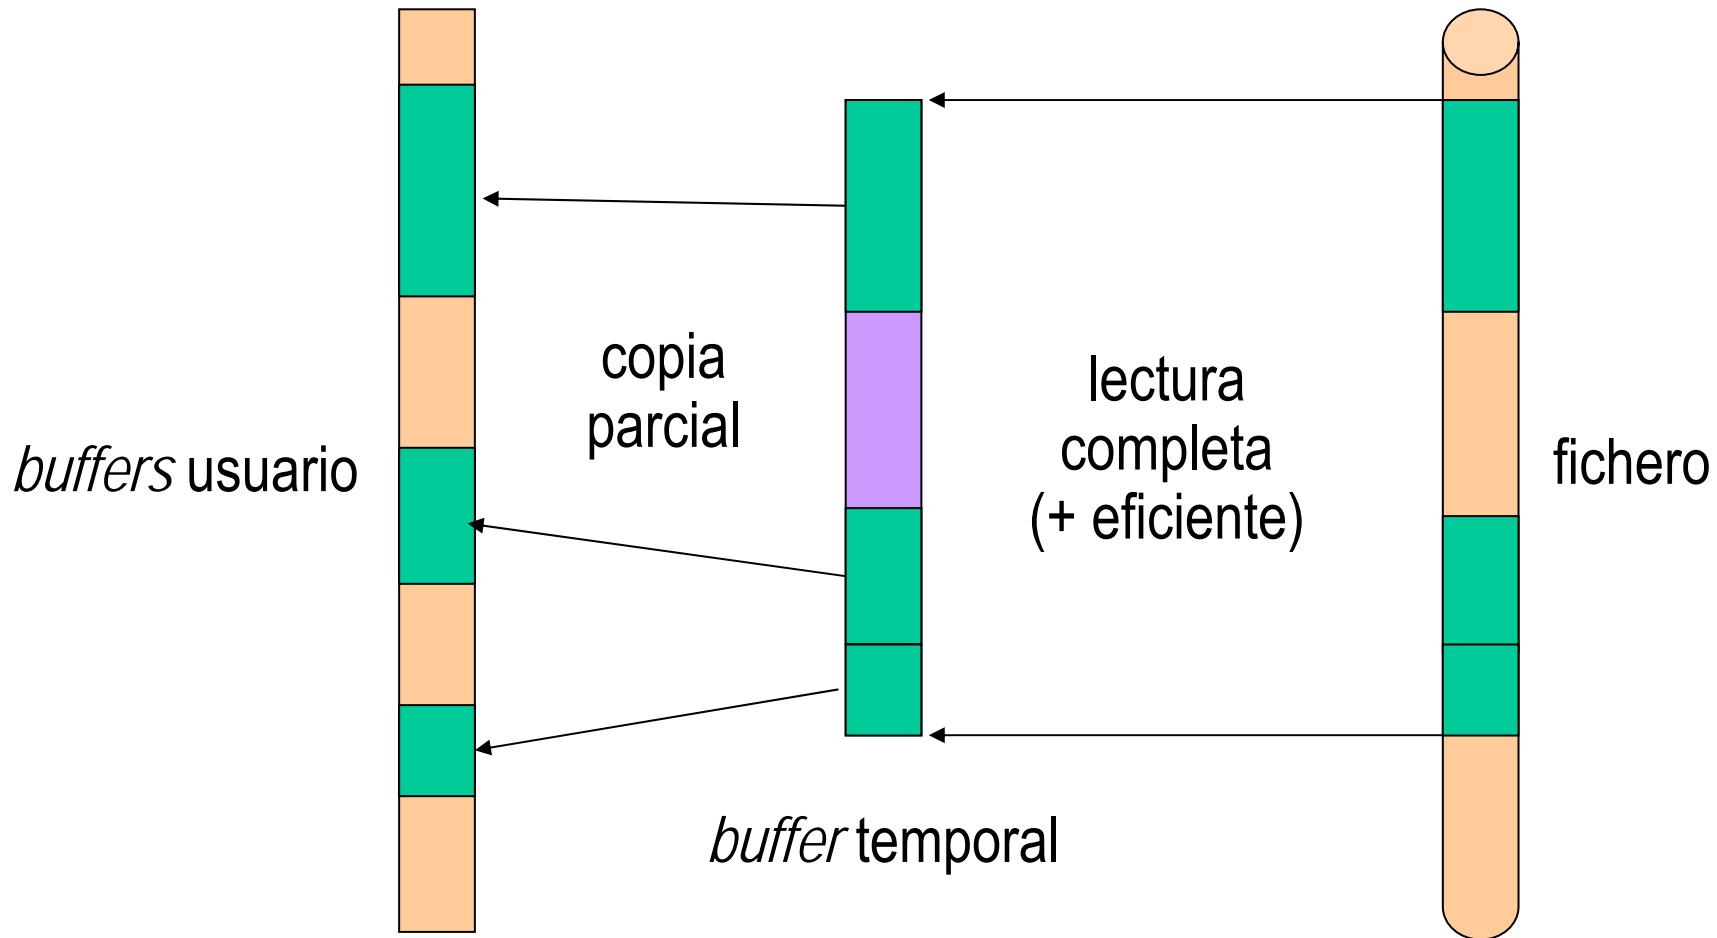 copia
parcial
lectura
completa
(+ eficiente)
buffers usuario
fichero
buffer temporal